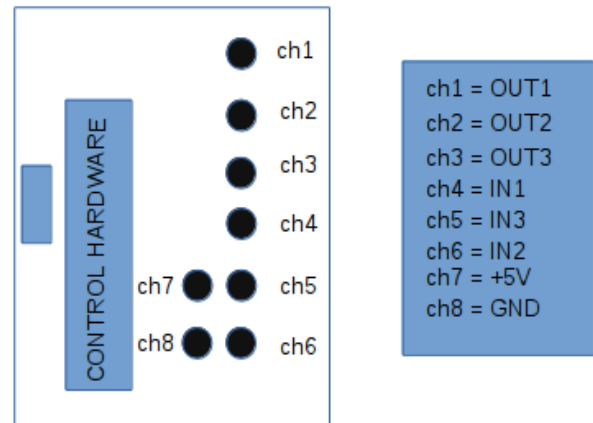 ch1
ch2
ch3
ch4
ch7
ch5
ch8
ch6
CONTROL HARDWARE
ch1 = OUT1
ch2 = OUT2
ch3 = OUT3
ch4 = IN1
ch5 = IN3
ch6 = IN2
ch7 = +5V
ch8 = GND